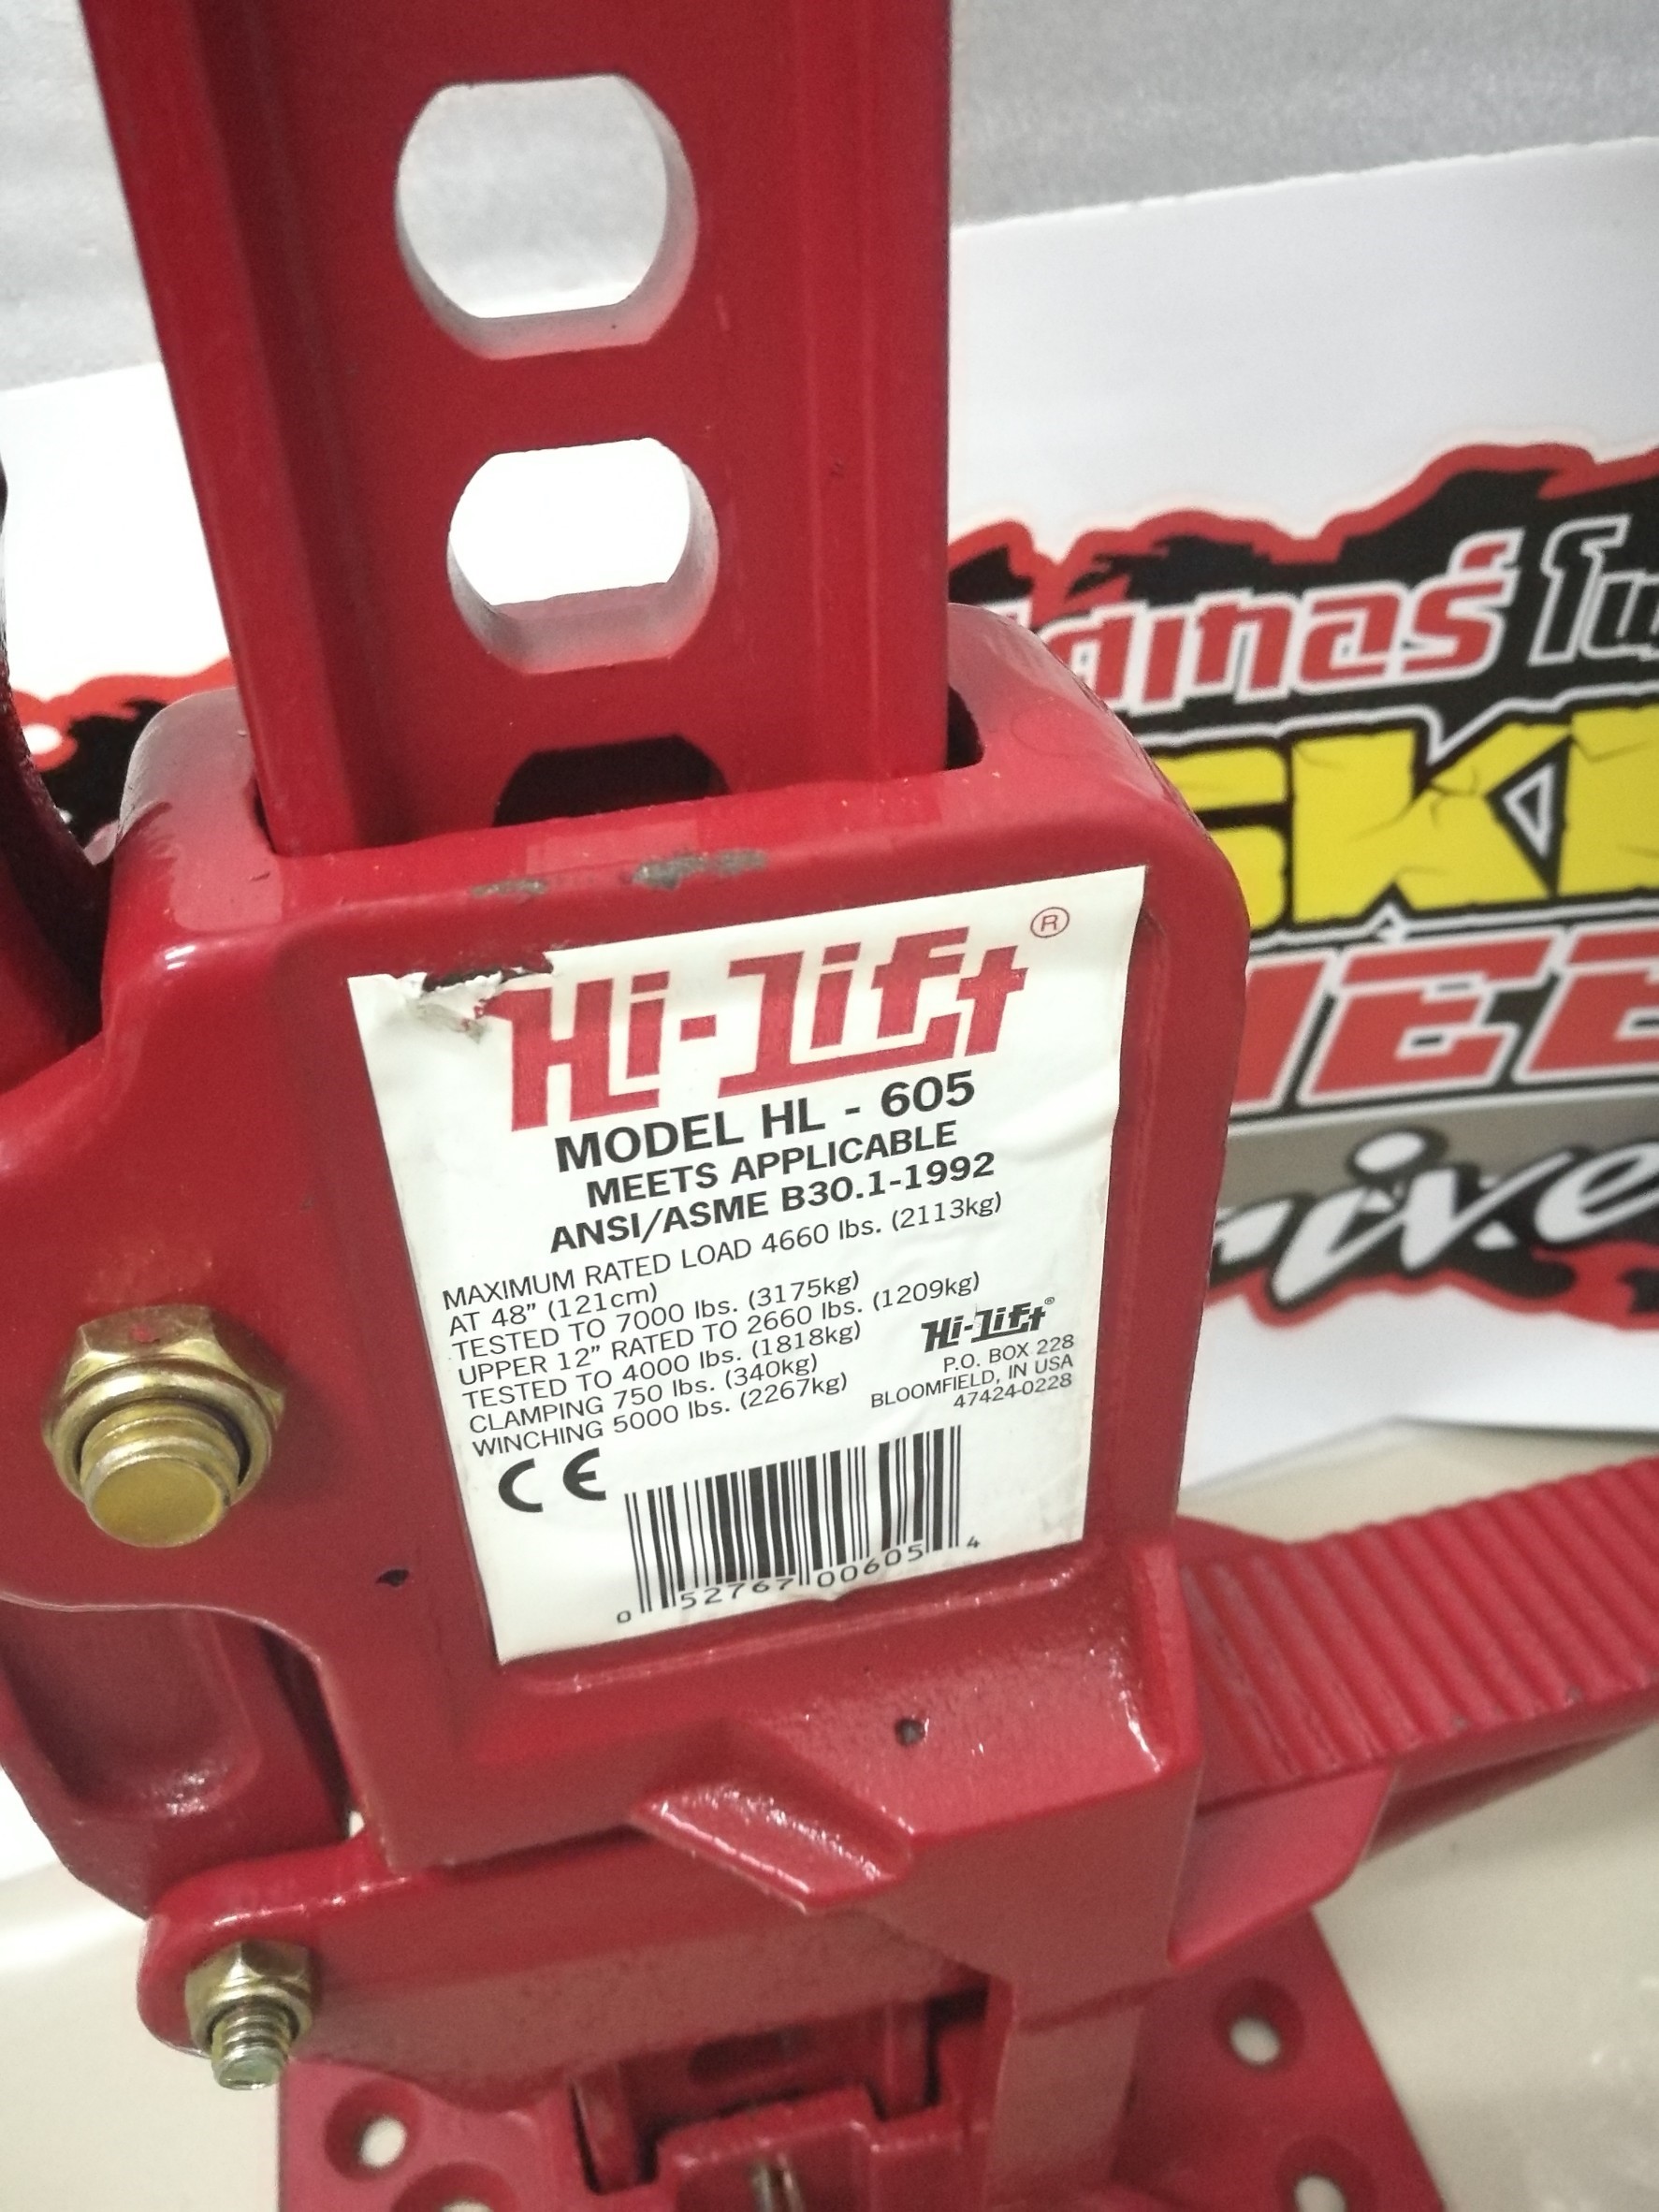 Hi-Lift®
MODEL HL - 605
MEETS APPLICABLE
ANSI/ASME B30.1-1992
MAXIMUM RATED LOAD 4660 lbs. (2113kg)
AT 48” (121cm)
TESTED TO 7000 lbs. (3175kg)
UPPER 12” RATED TO 2660 lbs. (1209kg)
TESTED TO 4000 lbs. (1818kg)
CLAMPING 750 lbs. (340kg)
WINCHING 5000 lbs. (2267kg)
Hi-Lift®
P.O. BOX 228
BLOOMFIELD, IN USA
47424-0228
CE
0 52767 00605 4